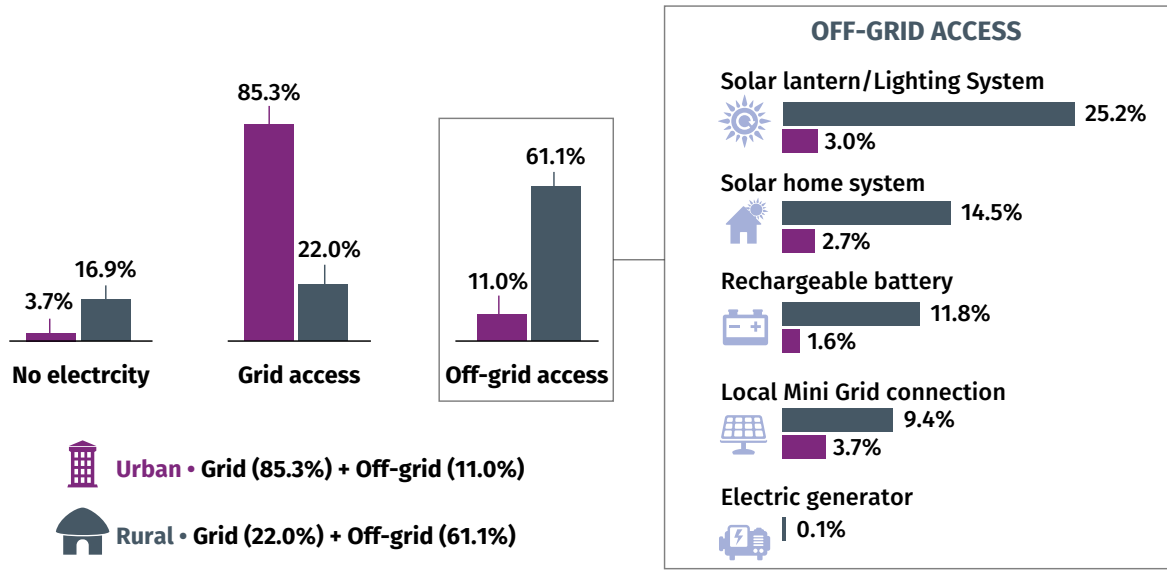 85.3%
22.0%
3.7%
16.9%
11.0%
61.1%
No electrcity
Grid access
Off-grid access
Urban • Grid (85.3%) + Off-grid (11.0%)
Rural • Grid (22.0%) + Off-grid (61.1%)
OFF-GRID ACCESS
Solar lantern/Lighting System
25.2%
3.0%
Solar home system
14.5%
2.7%
Rechargeable battery
11.8%
1.6%
Local Mini Grid connection
9.4%
3.7%
Electric generator
0.1%